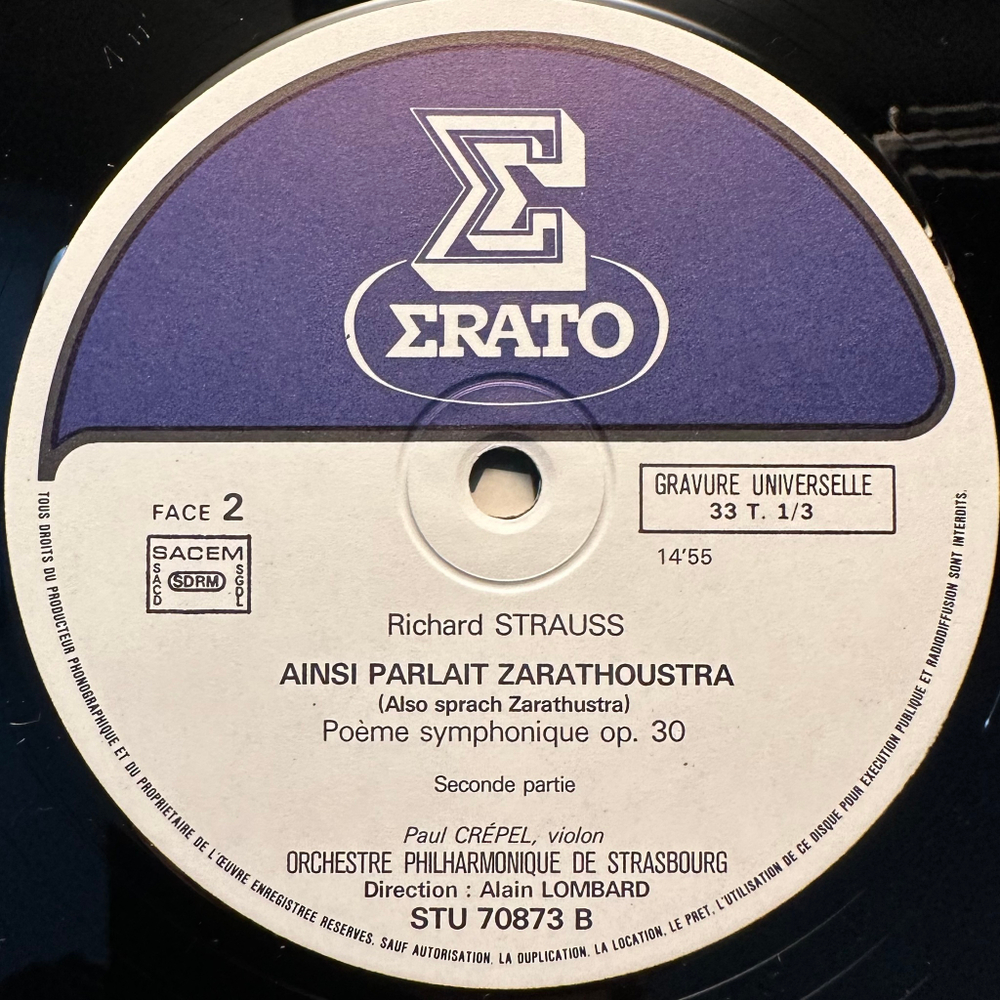 Σ
ΣRATO
FACE 2
GRAVURE UNIVERSELLE
33 T. 1/3
SACEM
SACD
SDRM
SGDL
14'55
Richard STRAUSS
AINSI PARLAIT ZARATHOUSTRA
(Also sprach Zarathustra)
Poème symphonique op. 30
Seconde partie
Paul CRÉPEL, violon
ORCHESTRE PHILHARMONIQUE DE STRASBOURG
Direction : Alain LOMBARD
STU 70873 B
TOUS DROITS DU PRODUCTEUR PHONOGRAPHIQUE ET DU PROPRIETAIRE DE L'ŒUVRE ENREGISTREE RESERVES. SAUF AUTORISATION, LA DUPLICATION, LA LOCATION, LE PRET, L'UTILISATION DE CE DISQUE POUR EXECUTION PUBLIQUE ET RADIODIFFUSION SONT INTERDITS.